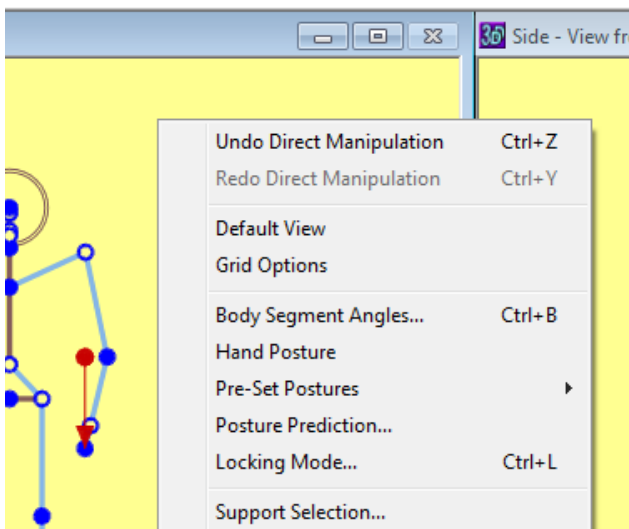 3D Side - View fr
Undo Direct Manipulation Ctrl+Z
Redo Direct Manipulation Ctrl+Y
Default View
Grid Options
Body Segment Angles... Ctrl+B
Hand Posture
Pre-Set Postures
Posture Prediction...
Locking Mode... Ctrl+L
Support Selection...